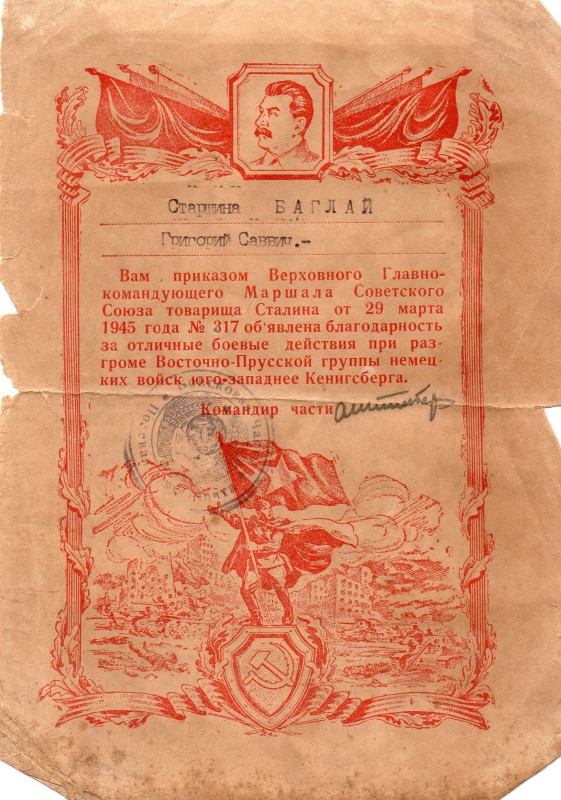 Старшина БАГЛАЙ
Григорий Саввич.-
Вам приказом Верховного Главно-
командующего Маршала Советского
Союза товарища Сталина от 29 марта
1945 года № 317 об'явлена благодарность
за отличные боевые действия при раз-
громе Восточно-Прусской группы немец-
ких войск юго-западнее Кенигсберга.
Командир части